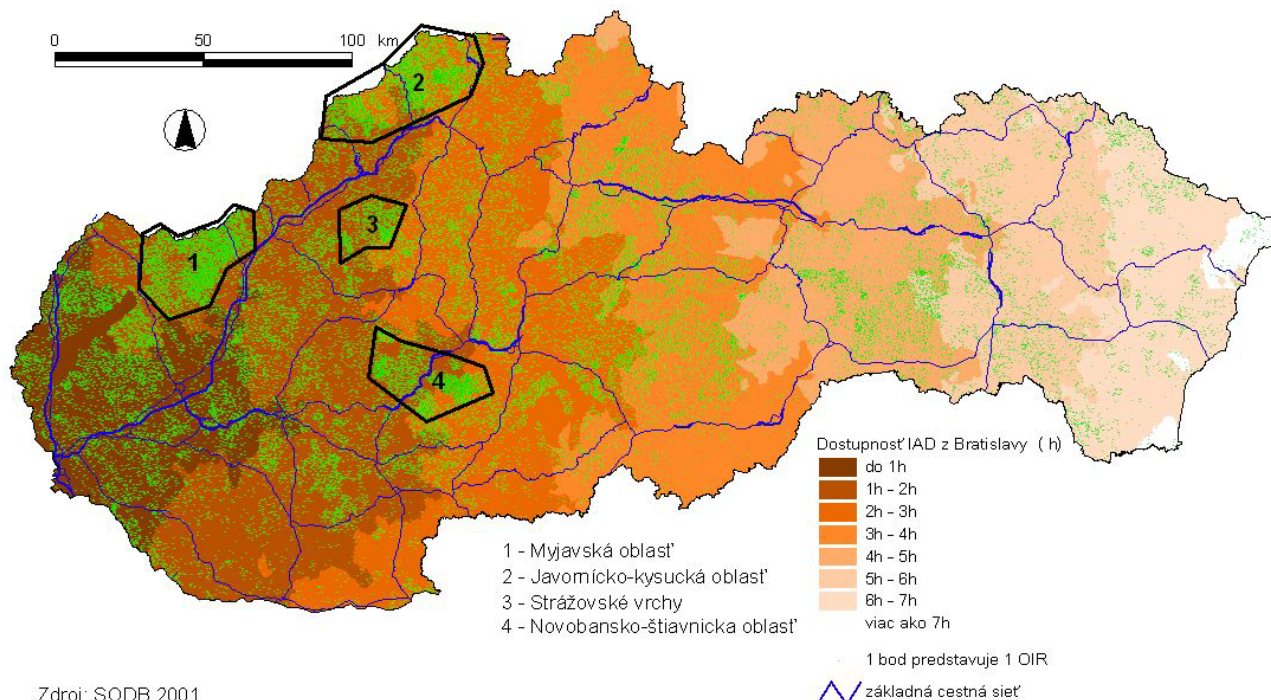 0 50 100 km
2
3
1
4
Dostupnosť IAD z Bratislavy ( h)
do 1h
1h - 2h
2h - 3h
3h - 4h
4h - 5h
5h - 6h
6h - 7h
viac ako 7h
1 - Myjavská oblasť
2 - Javornícko-kysucká oblasť
3 - Strážovské vrchy
4 - Novobansko-štiavnicka oblasť
1 bod predstavuje 1 OIR
základná cestná sieť
Zdroj: SODB 2001